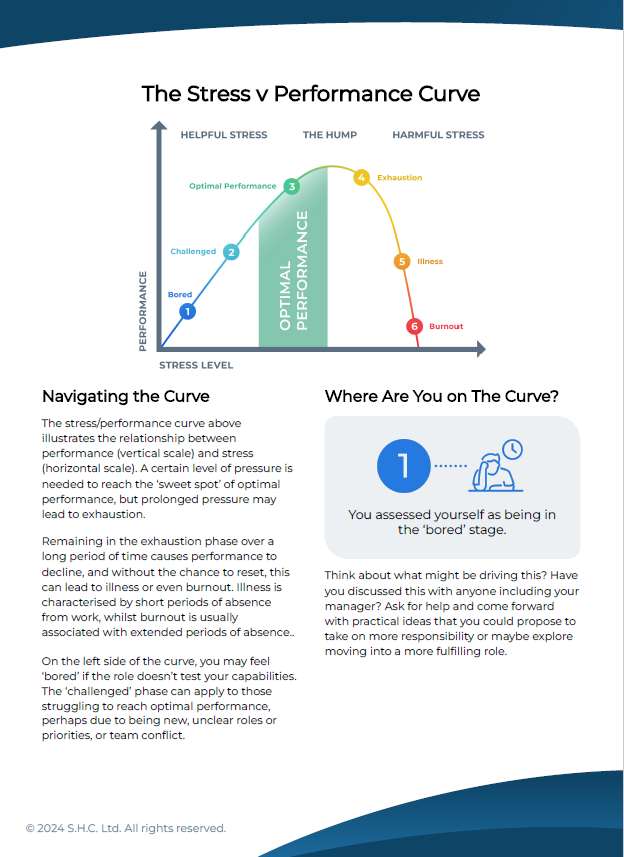 The Stress v Performance Curve
HELPFUL STRESS
THE HUMP
HARMFUL STRESS
Optimal Performance
3
4
Exhaustion
Challenged
2
5
Illness
Bored
1
6
Burnout
OPTIMAL
PERFORMANCE
PERFORMANCE
STRESS LEVEL
Navigating the Curve
The stress/performance curve above
illustrates the relationship between
performance (vertical scale) and stress
(horizontal scale). A certain level of pressure is
needed to reach the ‘sweet spot’ of optimal
performance, but prolonged pressure may
lead to exhaustion.
Remaining in the exhaustion phase over a
long period of time causes performance to
decline, and without the chance to reset, this
can lead to illness or even burnout. Illness is
characterised by short periods of absence
from work, whilst burnout is usually
associated with extended periods of absence..
On the left side of the curve, you may feel
‘bored’ if the role doesn’t test your capabilities.
The ‘challenged’ phase can apply to those
struggling to reach optimal performance,
perhaps due to being new, unclear roles or
priorities, or team conflict.
Where Are You on The Curve?
1
You assessed yourself as being in
the ‘bored’ stage.
Think about what might be driving this? Have
you discussed this with anyone including your
manager? Ask for help and come forward
with practical ideas that you could propose to
take on more responsibility or maybe explore
moving into a more fulfilling role.
© 2024 S.H.C. Ltd. All rights reserved.